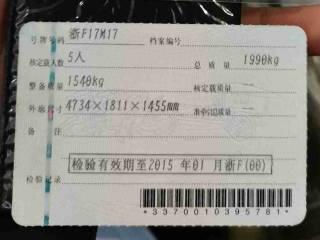 号牌号码 浙F17M17 档案编号
核定载人数 5人 总质量 1990kg
整备质量 1540kg 核定载质量 --
外廓尺寸 4734×1811×1455mm 准牵引总质量 --
备注
检验有效期至2015 年01 月浙F(00)
检验记录
*3370010395781*